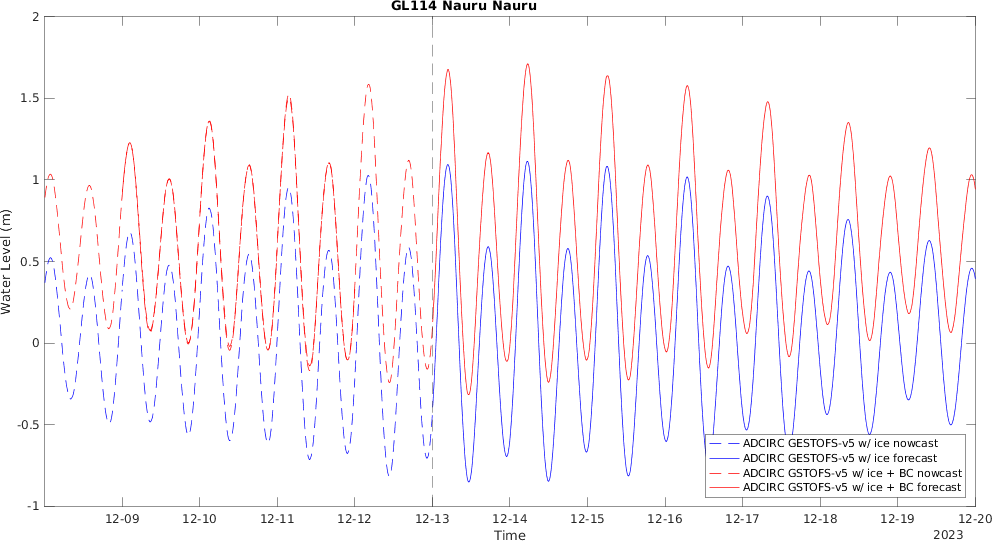 GL114 Nauru Nauru
2
1.5
1
0.5
0
-0.5
-1
Water Level (m)
ADCIRC GESTOFS-v5 w/ ice nowcast
ADCIRC GESTOFS-v5 w/ ice forecast
ADCIRC GSTOFS-v5 w/ ice + BC nowcast
ADCIRC GSTOFS-v5 w/ ice + BC forecast
12-09 12-10 12-11 12-12 12-13 12-14 12-15 12-16 12-17 12-18 12-19 12-20
Time
2023